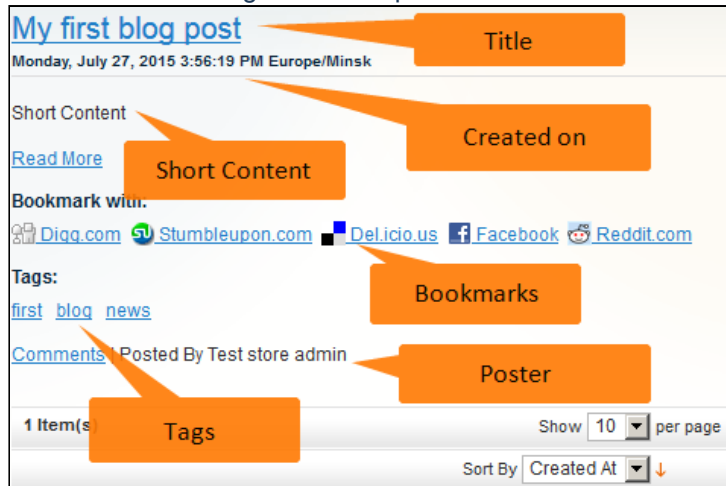 My first blog post
Title
Monday, July 27, 2015 3:56:19 PM Europe/Minsk
Created on
Short Content
Short Content
Read More
Bookmark with:
Digg.com Stumbleupon.com Del.icio.us Facebook Reddit.com
Bookmarks
Tags:
first blog news
Comments | Posted By Test store admin
Poster
Tags
1 Item(s) Show 10 per page
Sort By Created At